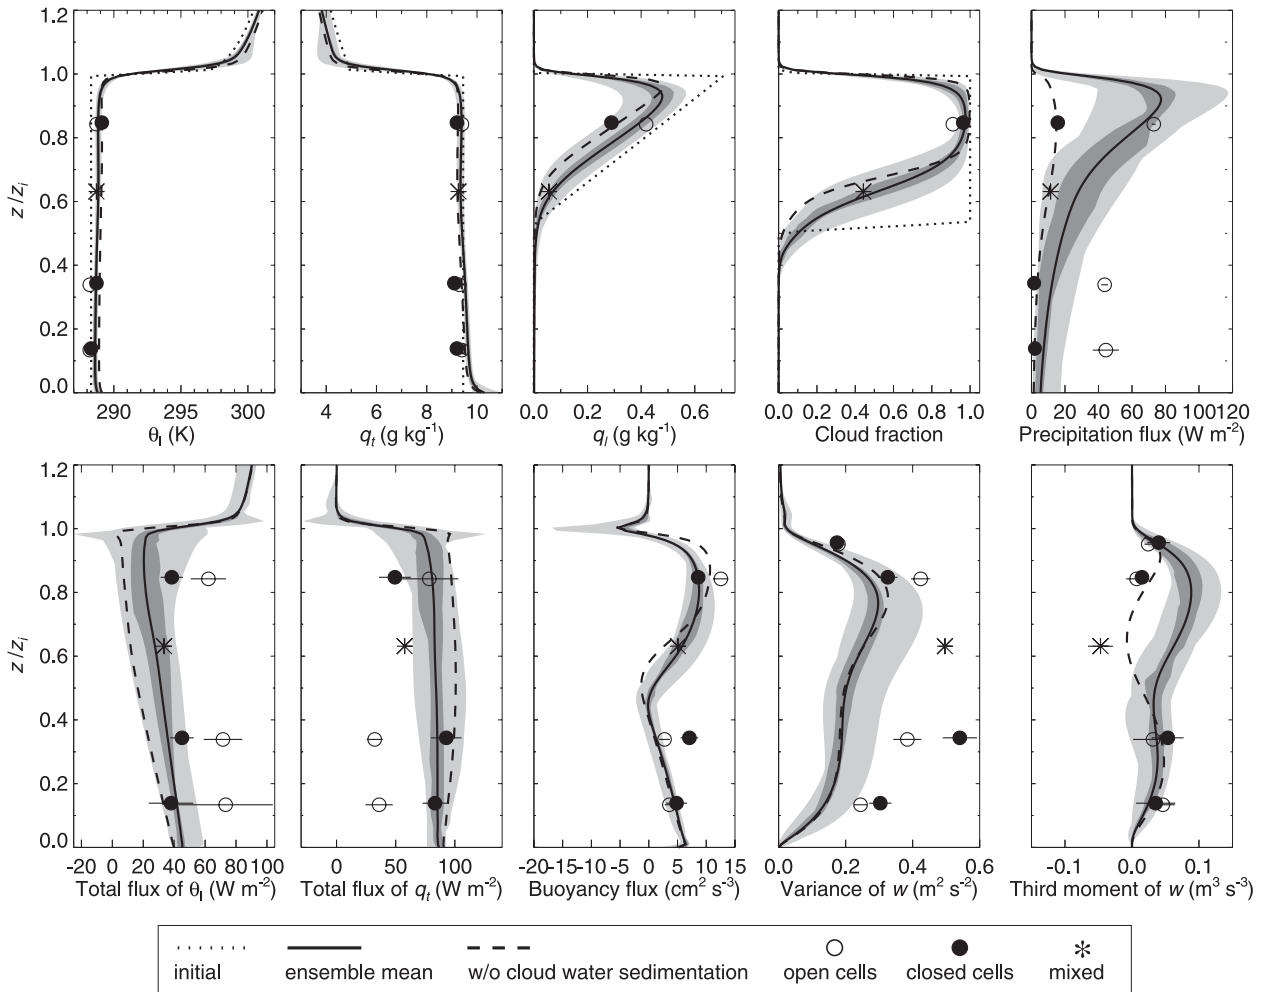 1.2
1.0
0.8
0.6
0.4
0.2
0.0
z/z_i
290 295 300
θ_l (K)
4 6 8 10
q_t (g kg⁻¹)
0.0 0.2 0.4 0.6
q_l (g kg⁻¹)
0.0 0.2 0.4 0.6 0.8 1.0
Cloud fraction
0 20 40 60 80 100 120
Precipitation flux (W m⁻²)
1.2
1.0
0.8
0.6
0.4
0.2
0.0
z/z_i
-20 0 20 40 60 80 100
Total flux of θ_l (W m⁻²)
0 50 100
Total flux of q_t (W m⁻²)
-20 -15 -10 -5 0 5 10 15
Buoyancy flux (cm² s⁻³)
0.0 0.2 0.4 0.6
Variance of w (m² s⁻²)
-0.1 0.0 0.1
Third moment of w (m³ s⁻³)
initial
ensemble mean
w/o cloud water sedimentation
open cells
closed cells
mixed